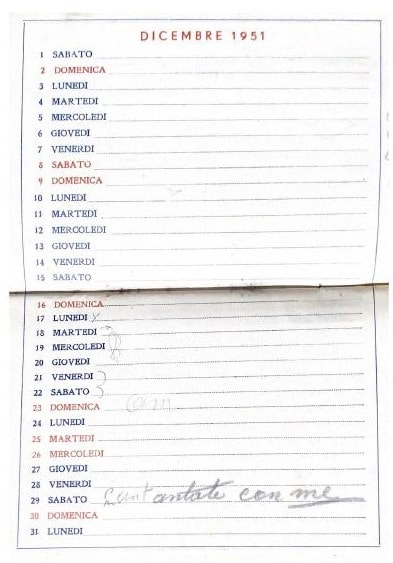 DICEMBRE 1951
1 SABATO
2 DOMENICA
3 LUNEDI
4 MARTEDI
5 MERCOLEDI
6 GIOVEDI
7 VENERDI
8 SABATO
9 DOMENICA
10 LUNEDI
11 MARTEDI
12 MERCOLEDI
13 GIOVEDI
14 VENERDI
15 SABATO
16 DOMENICA
17 LUNEDI x
18 MARTEDI
19 MERCOLEDI
20 GIOVEDI
21 VENERDI
22 SABATO
23 DOMENICA
24 LUNEDI
25 MARTEDI
26 MERCOLEDI
27 GIOVEDI
28 VENERDI
29 SABATO con me
30 DOMENICA
31 LUNEDI